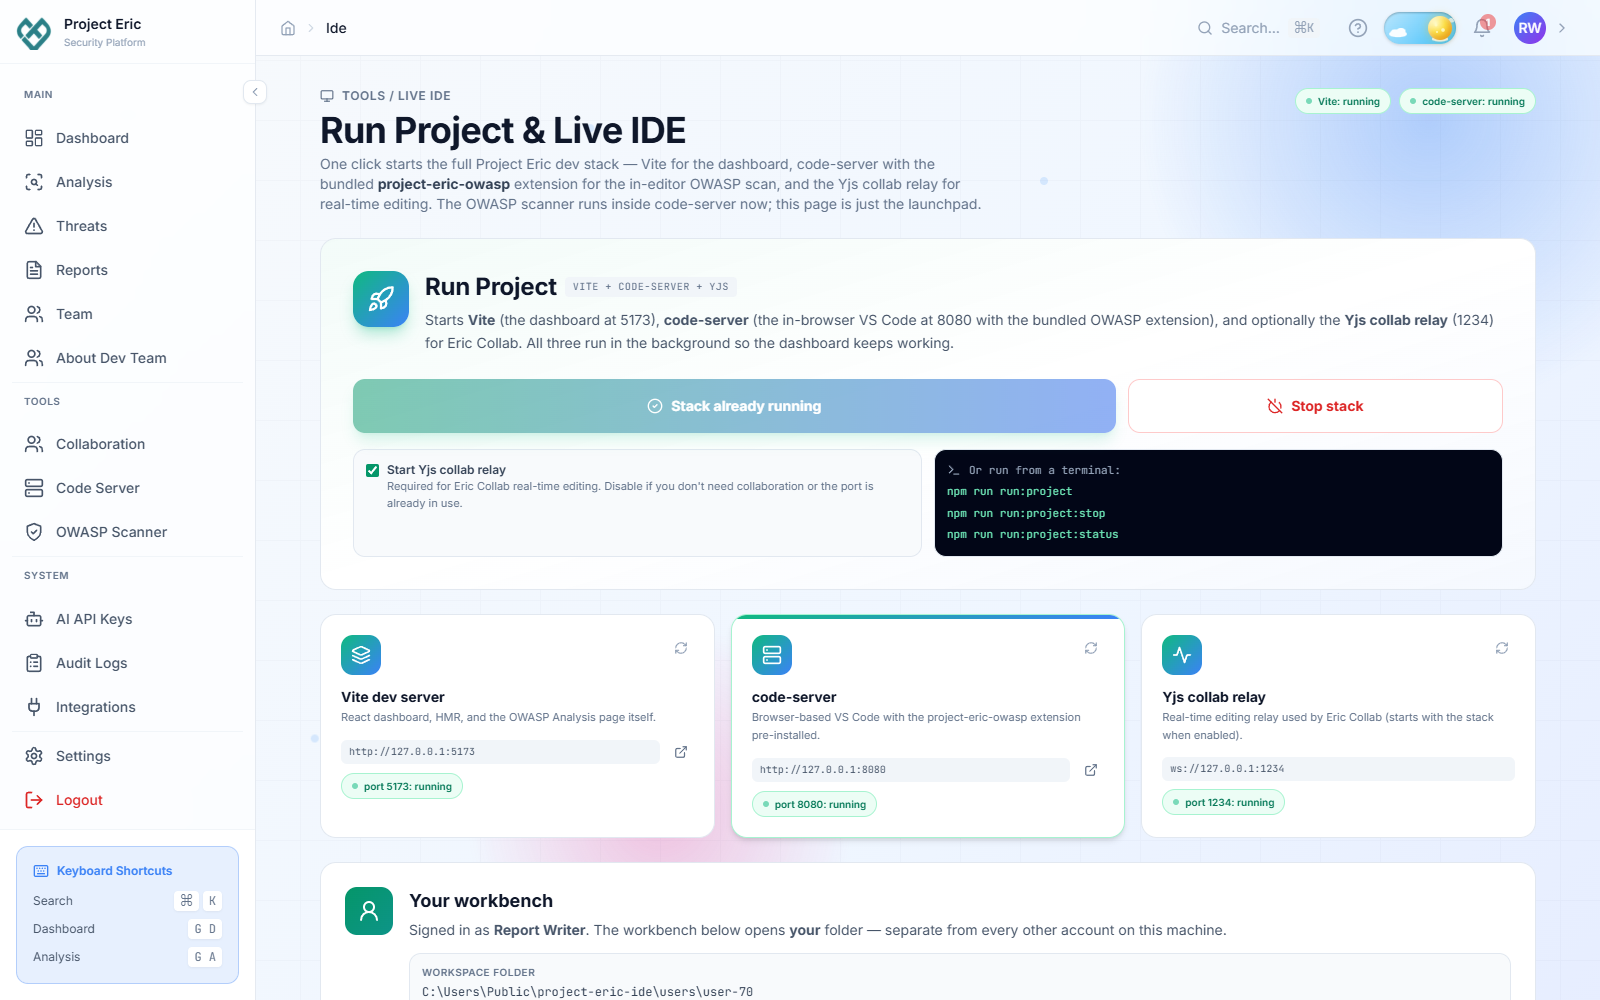 Project Eric
Security Platform
MAIN
Dashboard
Analysis
Threats
Reports
Team
About Dev Team
TOOLS
Collaboration
Code Server
OWASP Scanner
SYSTEM
AI API Keys
Audit Logs
Integrations
Settings
Logout
Keyboard Shortcuts
Search ⌘ K
Dashboard G D
Analysis G A
Ide
Search... ⌘K
1
RW
TOOLS / LIVE IDE
Vite: running
code-server: running
Run Project & Live IDE
One click starts the full Project Eric dev stack — Vite for the dashboard, code-server with the
bundled project-eric-owasp extension for the in-editor OWASP scan, and the Yjs collab relay for
real-time editing. The OWASP scanner runs inside code-server now; this page is just the launchpad.
Run Project VITE + CODE-SERVER + YJS
Starts Vite (the dashboard at 5173), code-server (the in-browser VS Code at 8080 with the bundled OWASP extension), and optionally the Yjs collab relay (1234)
for Eric Collab. All three run in the background so the dashboard keeps working.
Stack already running
Stop stack
Start Yjs collab relay
Required for Eric Collab real-time editing. Disable if you don't need collaboration or the port is
already in use.
>_ Or run from a terminal:
npm run run:project
npm run run:project:stop
npm run run:project:status
Vite dev server
React dashboard, HMR, and the OWASP Analysis page itself.
http://127.0.0.1:5173
port 5173: running
code-server
Browser-based VS Code with the project-eric-owasp extension
pre-installed.
http://127.0.0.1:8080
port 8080: running
Yjs collab relay
Real-time editing relay used by Eric Collab (starts with the stack
when enabled).
ws://127.0.0.1:1234
port 1234: running
Your workbench
Signed in as Report Writer. The workbench below opens your folder — separate from every other account on this machine.
WORKSPACE FOLDER
C:\Users\Public\project-eric-ide\users\user-70